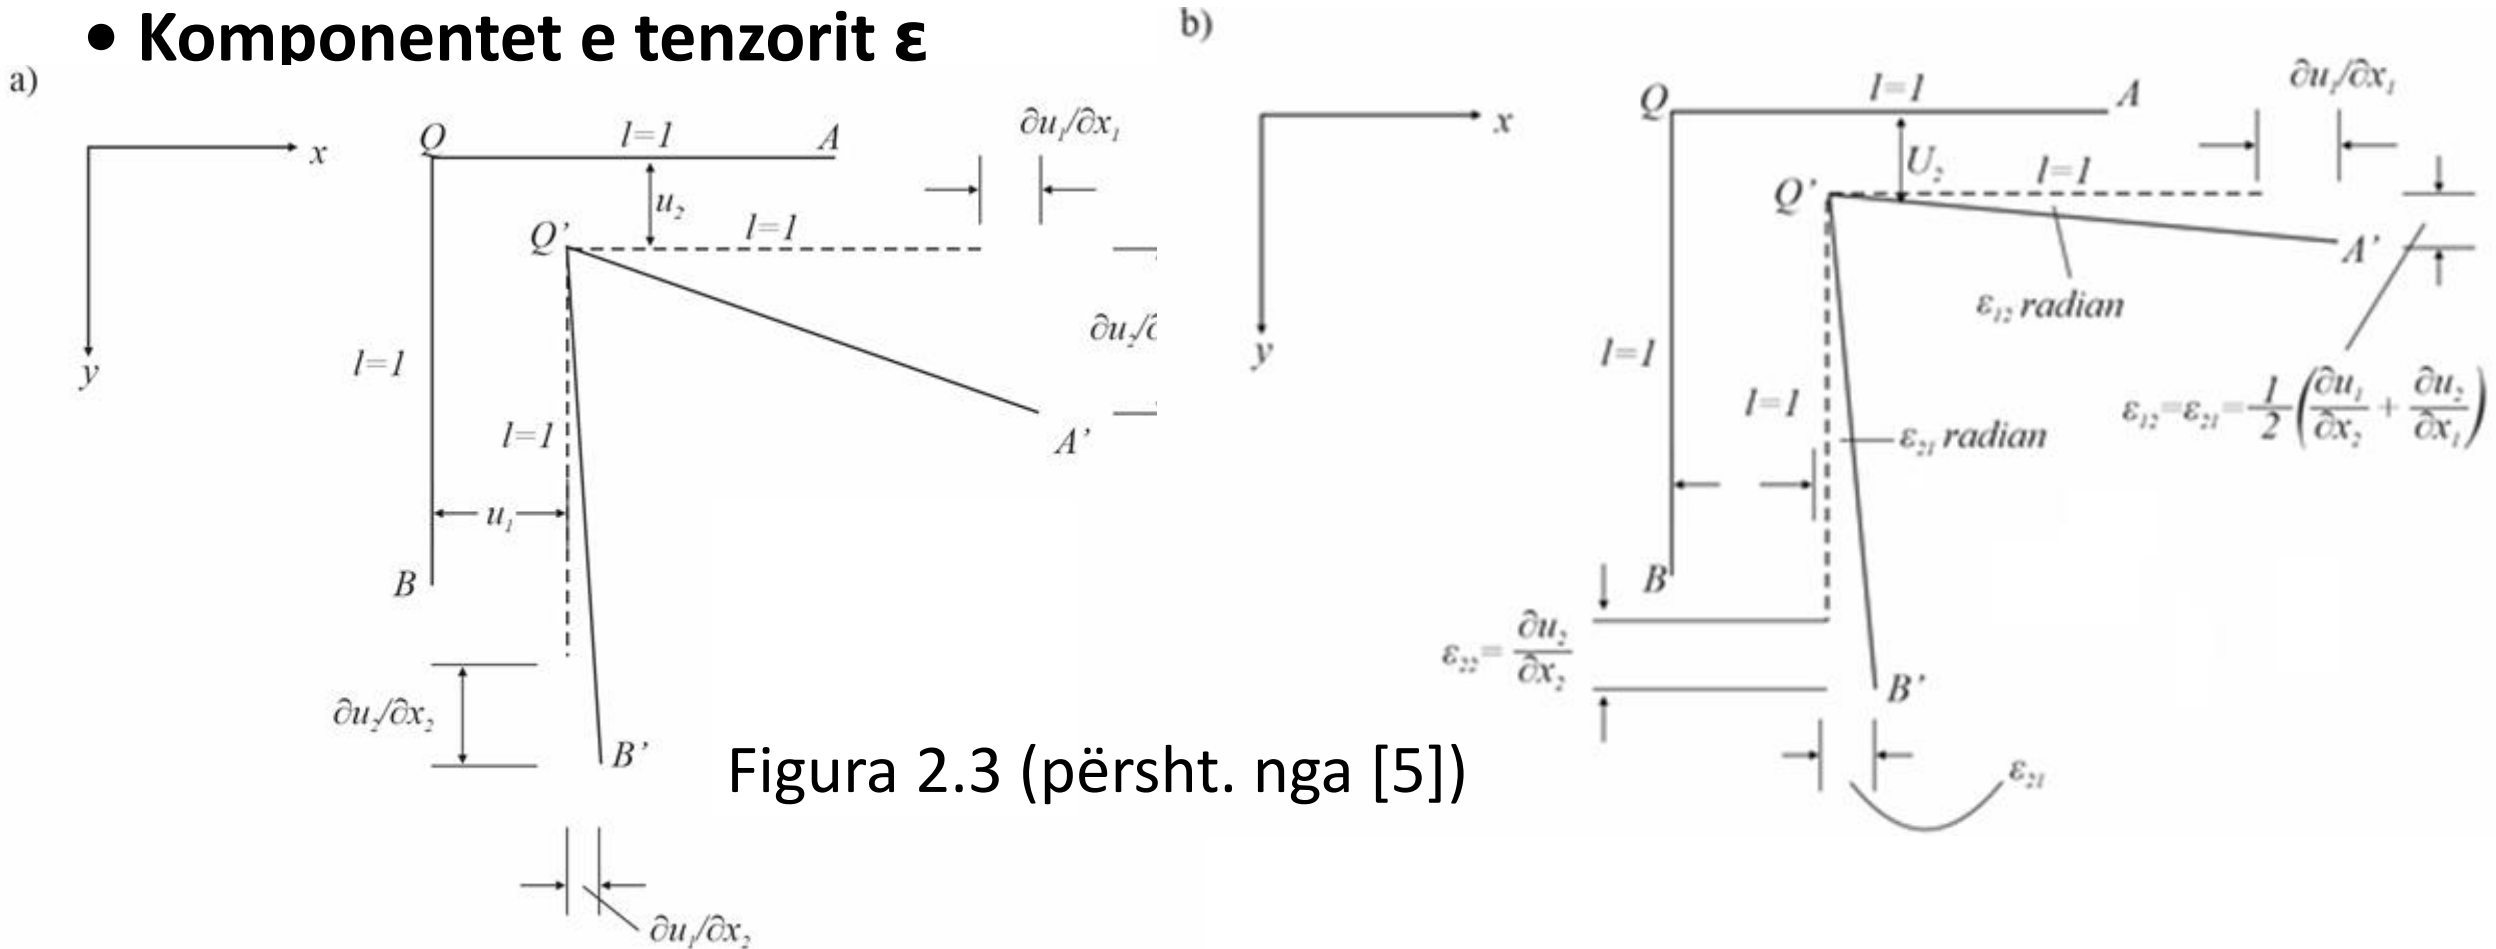 • Komponentet e tenzorit ε
a)
Q
l=1
A
∂u₁/∂x₁
x
u₂
Q’
l=1
y
l=1
∂u₂/∂
l=1
A’
u₁
B
∂u₂/∂x₂
B’
∂u₁/∂x₂
b)
Q
l=1
A
∂u₁/∂x₁
x
U₂
l=1
Q’
A’
ε₁₂ radian
y
l=1
l=1
ε₁₂=ε₂₁=1/2(∂u₁/∂x₂ + ∂u₂/∂x₁)
ε₂₁ radian
B
ε₂₂= ∂u₂/∂x₂
B’
ε₂₁
Figura 2.3 (përsht. nga [5])